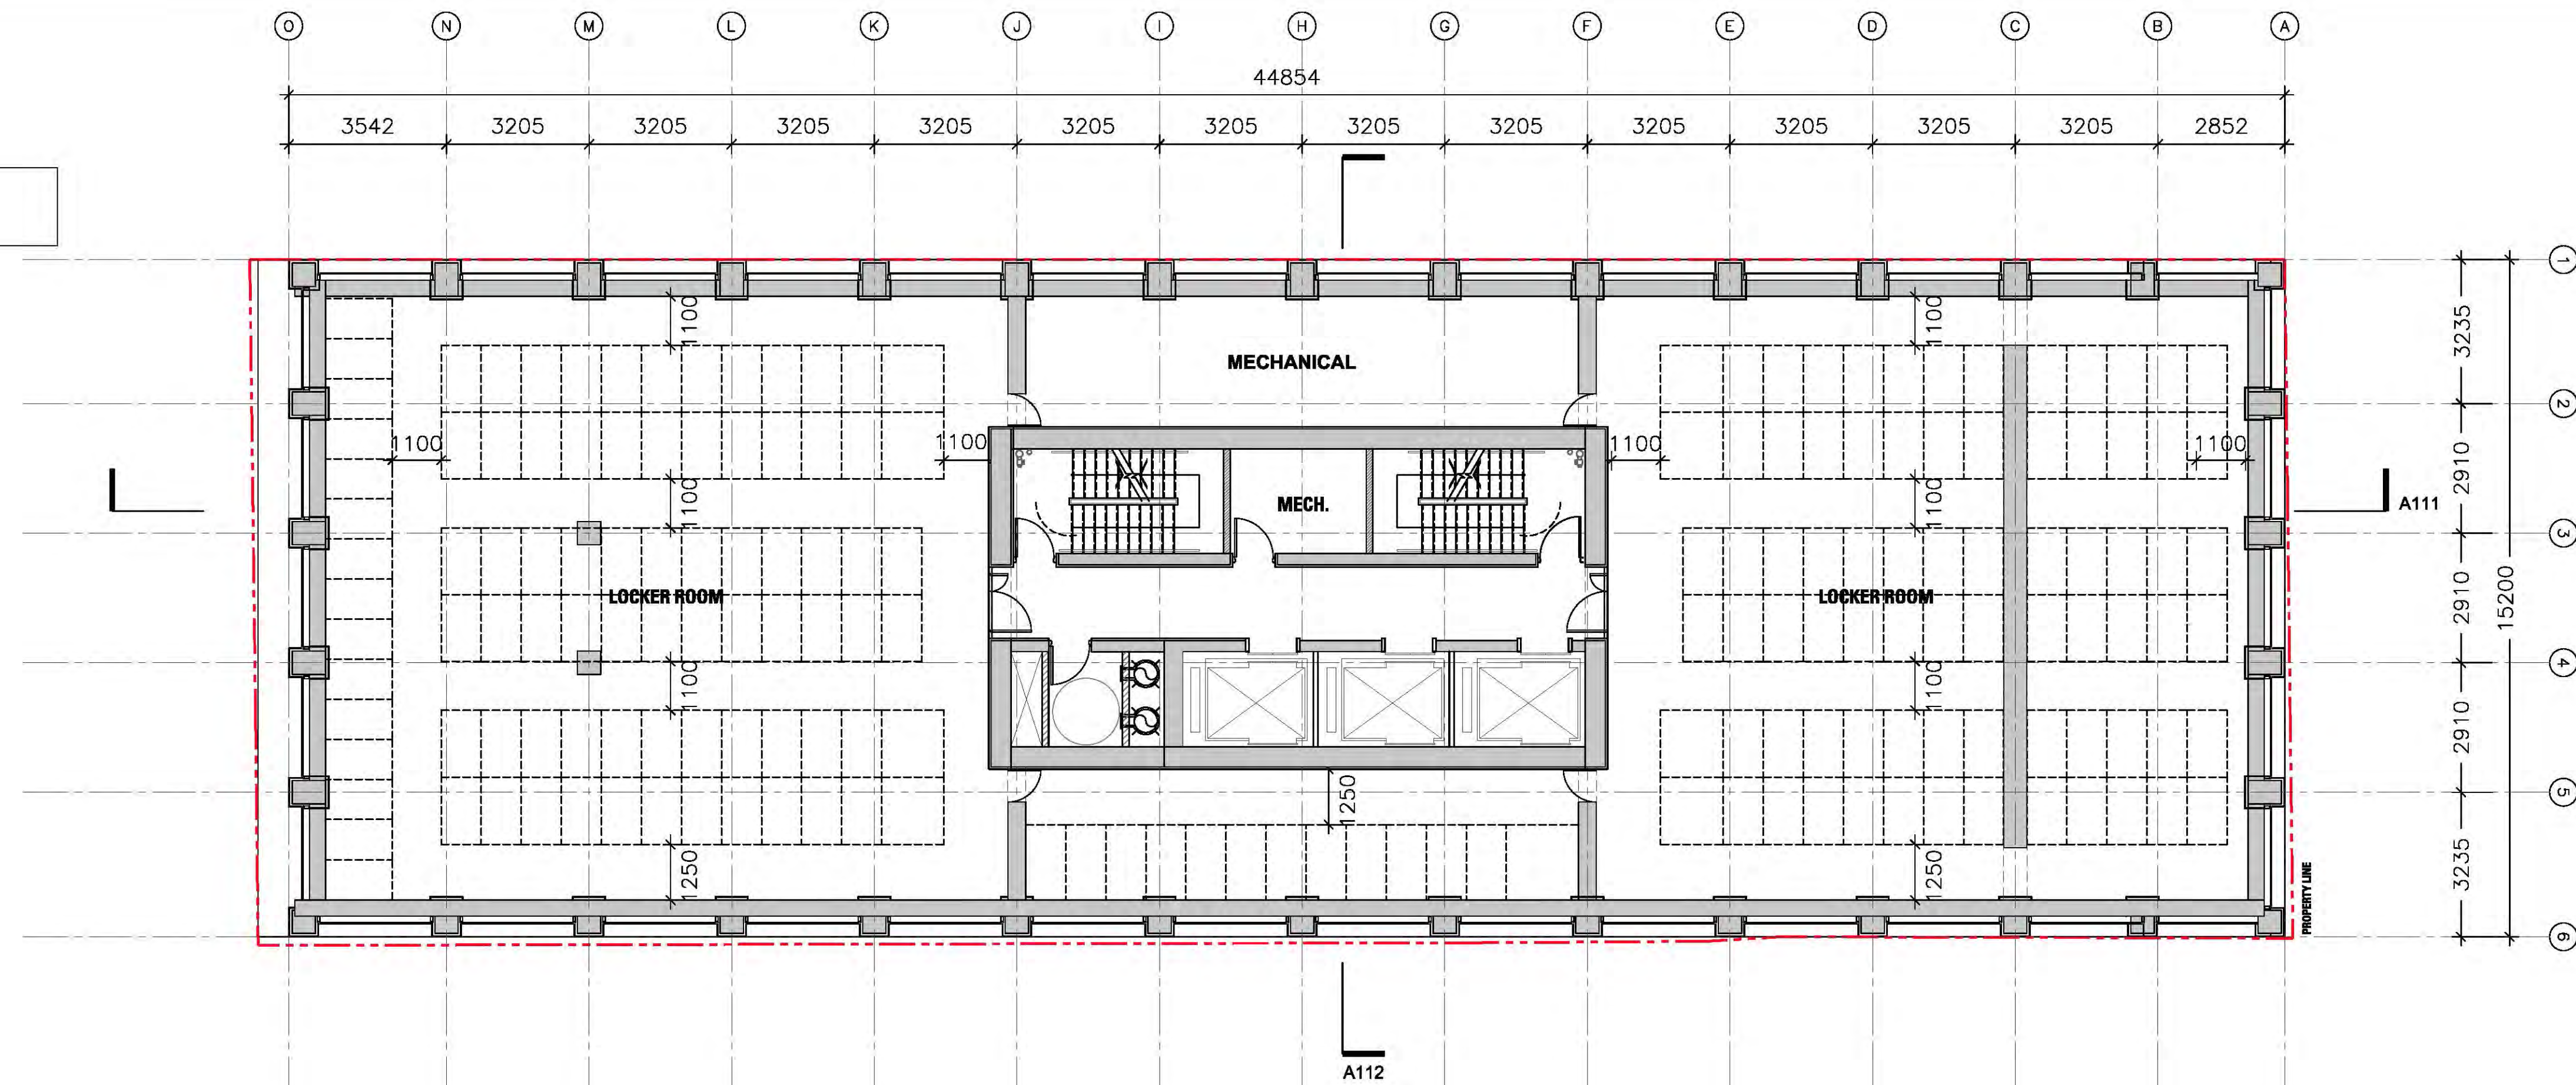 O N M L K J I H G F E D C B A
44854
3542 3205 3205 3205 3205 3205 3205 3205 3205 3205 3205 3205 3205 2852
1
1100 1100
3235
MECHANICAL
2
1100 1100 1100 1100
2910
MECH.
A111
1100 1100
3
LOCKER ROOM LOCKER ROOM
2910
15200
1100 1100
4
2910
5
1250
1250 1250
3235
PROPERTY LINE
6
A112